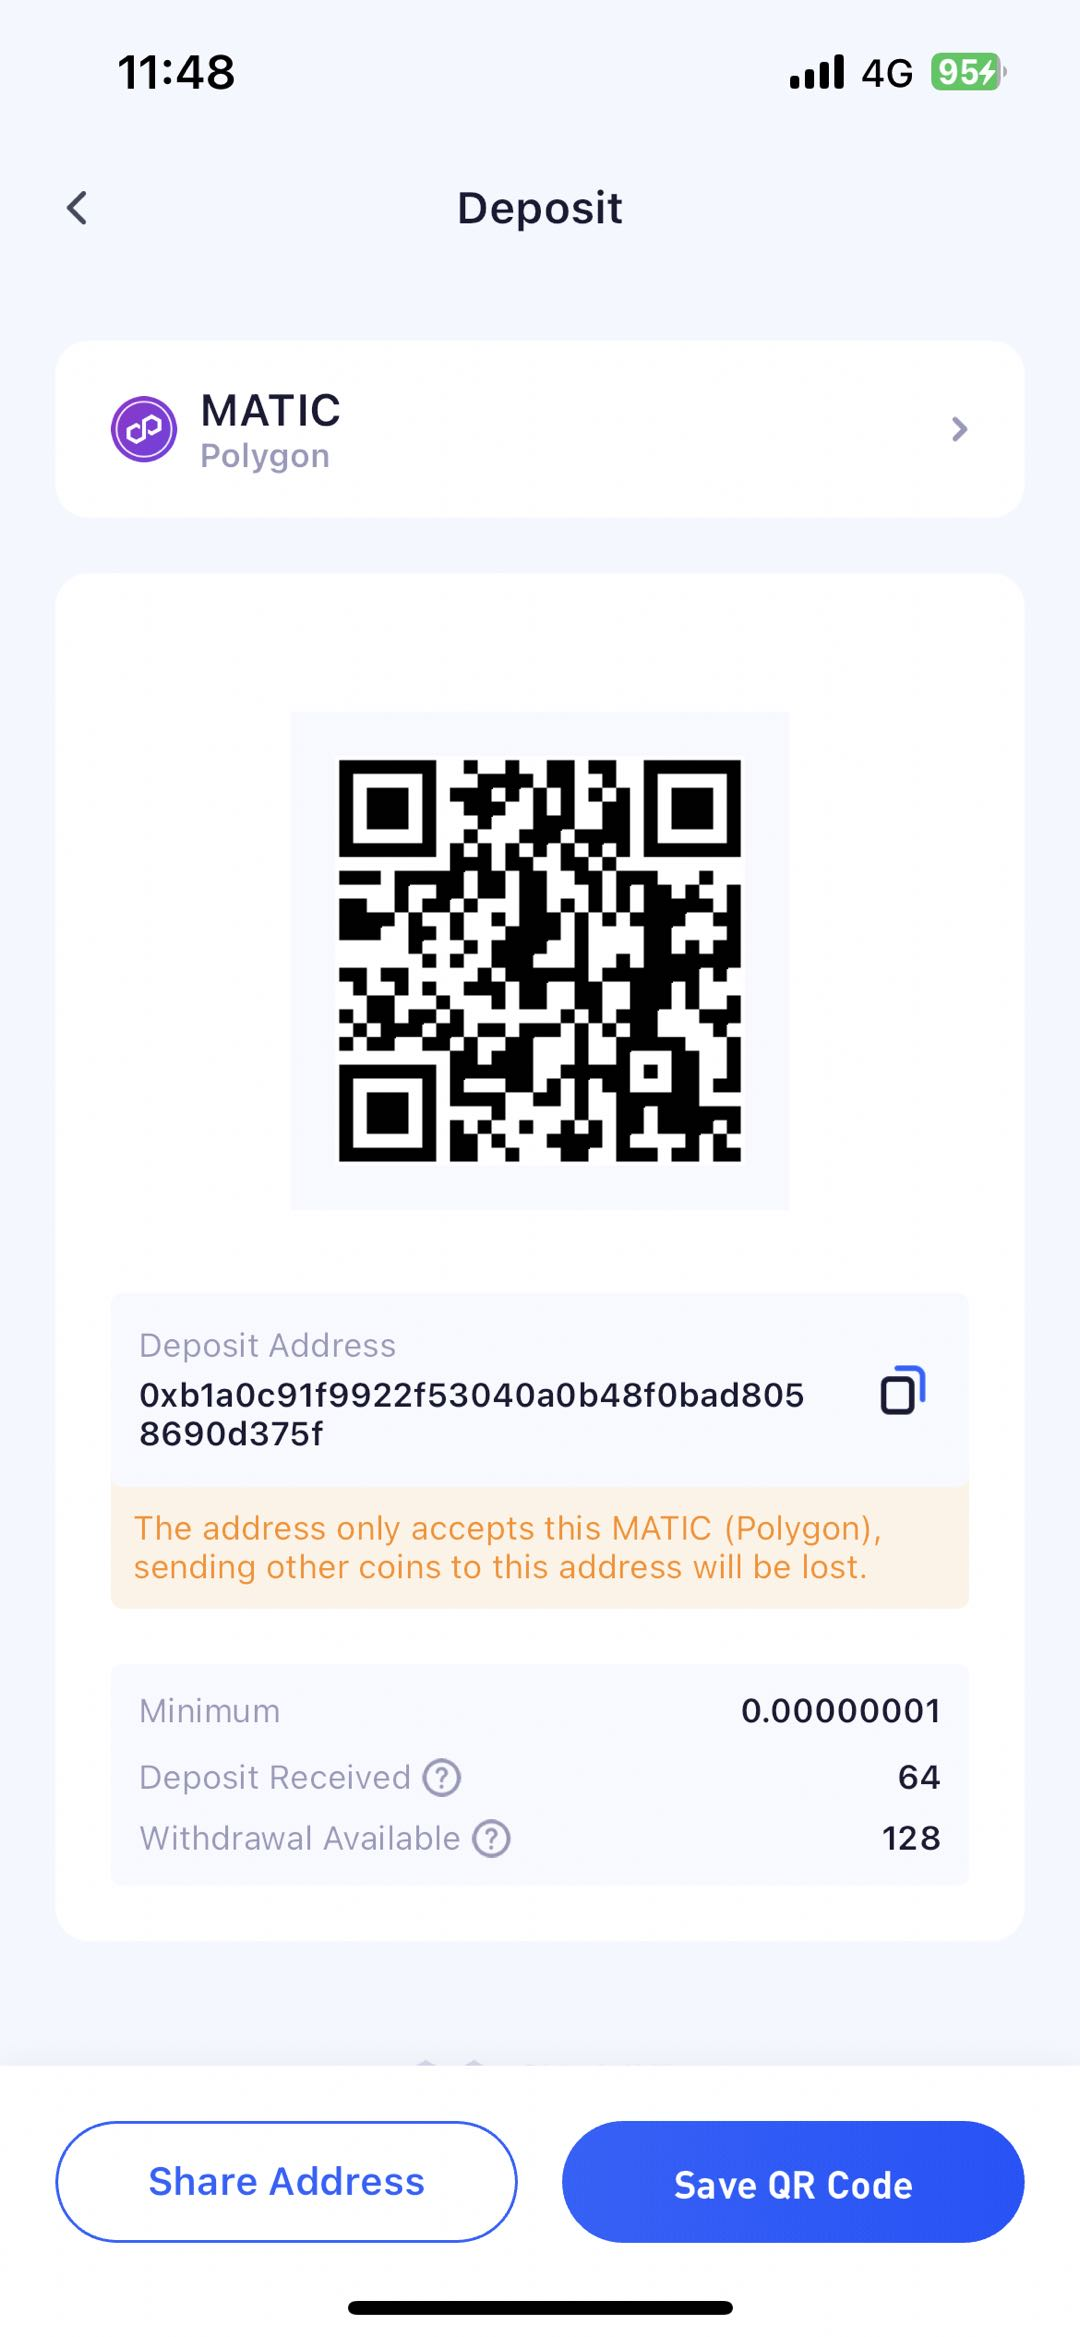 11:48
4G
95
Deposit
MATIC
Polygon
Deposit Address
0xb1a0c91f9922f53040a0b48f0bad805
8690d375f
The address only accepts this MATIC (Polygon),
sending other coins to this address will be lost.
Minimum
0.00000001
Deposit Received ?
64
Withdrawal Available ?
128
Share Address
Save QR Code